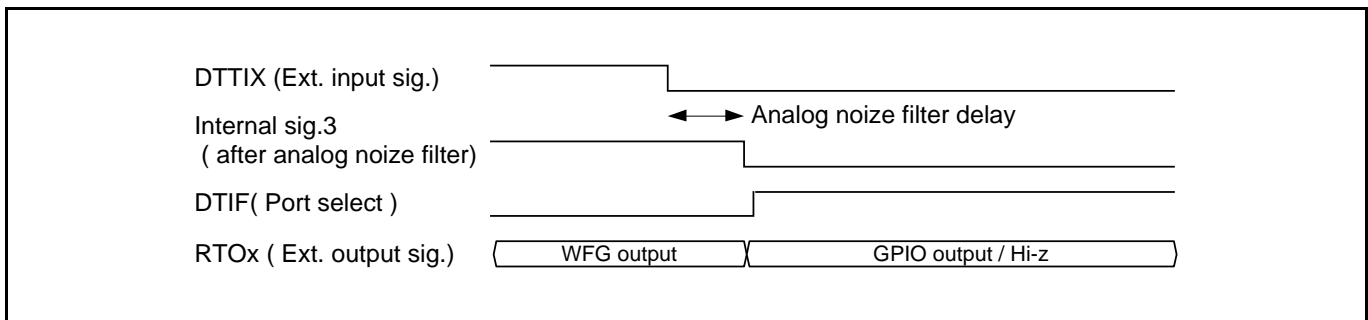 DTTIX (Ext. input sig.)
Analog noize filter delay
Internal sig.3
( after analog noize filter)
DTIF( Port select )
RTOx ( Ext. output sig.)
WFG output
GPIO output / Hi-z